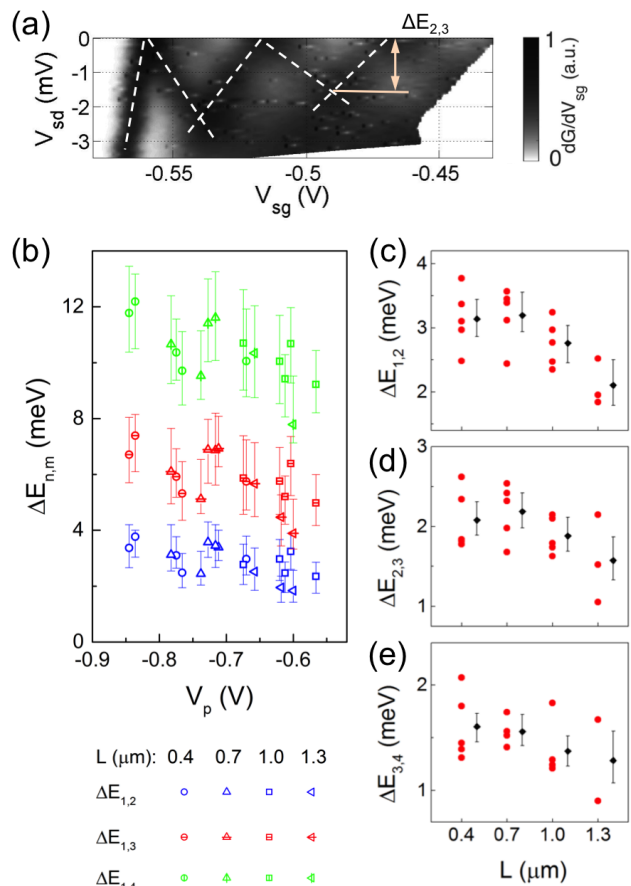 (a)
ΔE2,3
0
-1
-2
-3
Vsd (mV)
-0.55 -0.5 -0.45
Vsg (V)
1
0
dG/dVsg (a.u.)
(b)
12
8
4
0
ΔEn,m (meV)
-0.9 -0.8 -0.7 -0.6
Vp (V)
L (μm): 0.4 0.7 1.0 1.3
ΔE1,2
ΔE1,3
(c)
4
3
2
ΔE1,2 (meV)
(d)
3
2
1
ΔE2,3 (meV)
(e)
2
1
ΔE3,4 (meV)
0.4 0.7 1.0 1.3
L (μm)